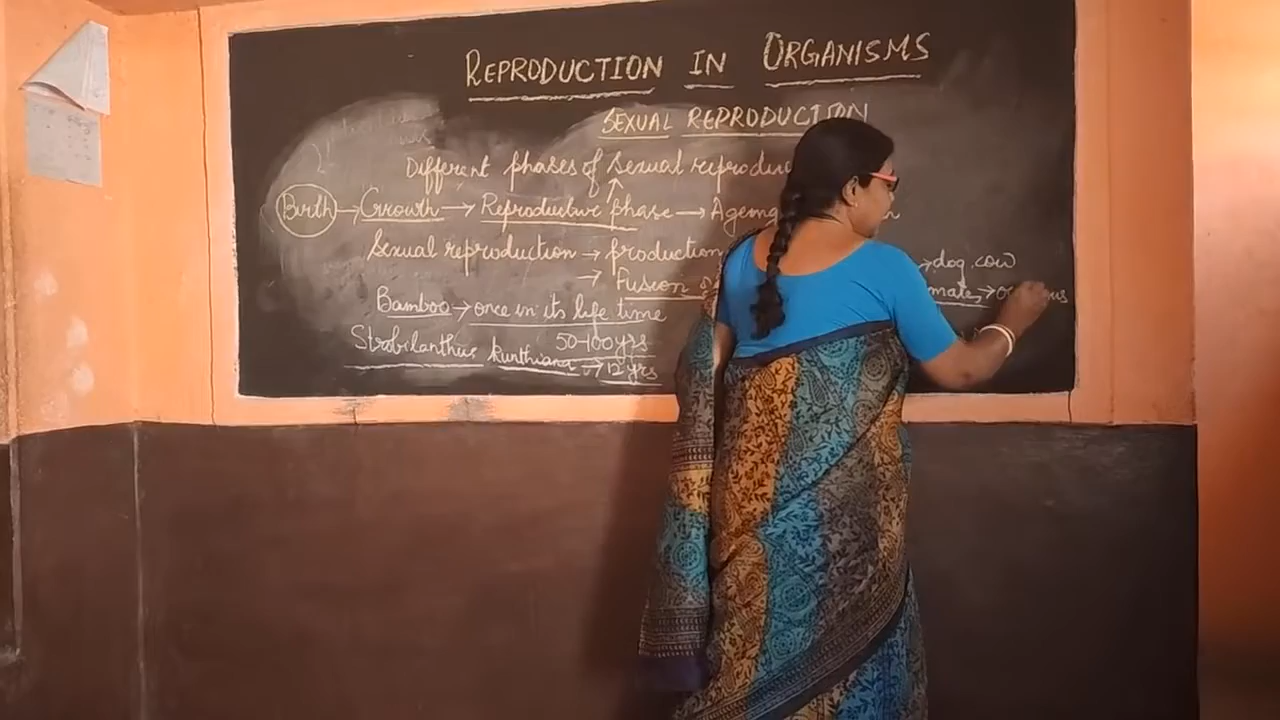 REPRODUCTION IN ORGANISMS
SEXUAL REPRODUCTION
Different phases of sexual reproduc
Birth → Growth → Reproductive phase → Ageing
Sexual reproduction → production
→ Fusion
→ dog, cow
Bamboo → once in its life time
mates →
50-100 yrs
Strobilanthus kunthiana → 12 yrs